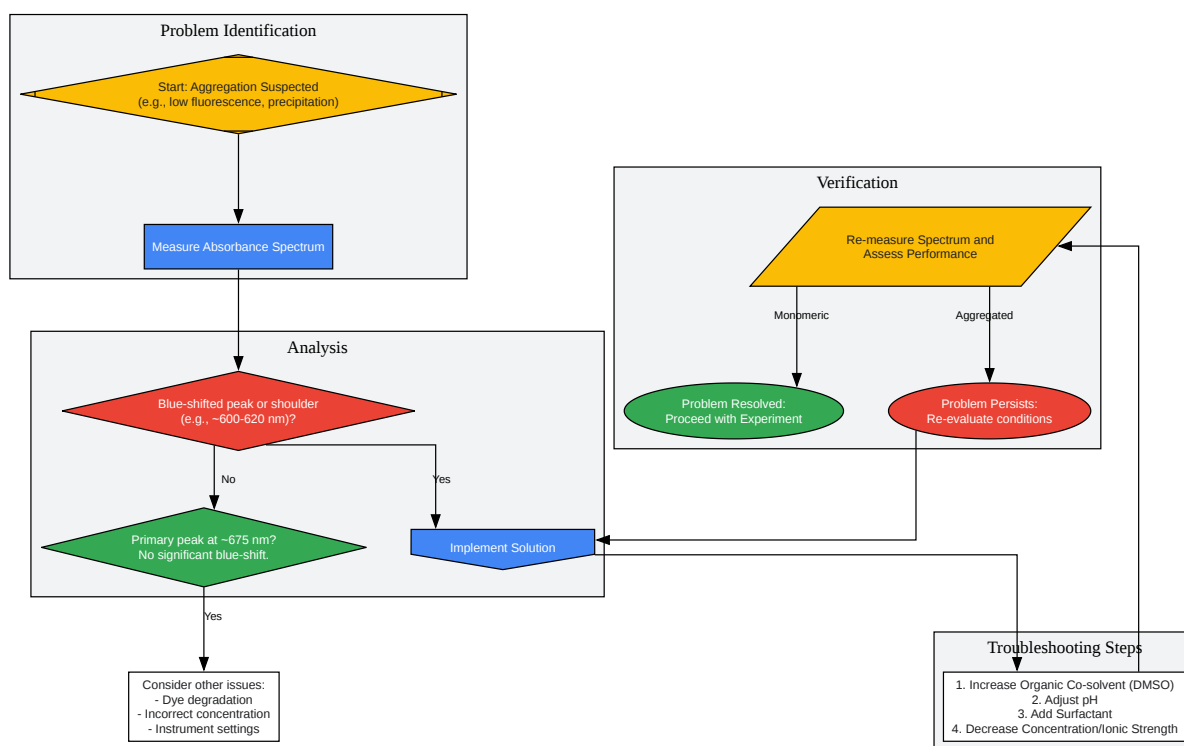 Problem Identification
Start: Aggregation Suspected
(e.g., low fluorescence, precipitation)
Measure Absorbance Spectrum
Analysis
Blue-shifted peak or shoulder
(e.g., ~600-620 nm)?
No
Yes
Primary peak at ~675 nm?
No significant blue-shift.
Implement Solution
Yes
Consider other issues:
- Dye degradation
- Incorrect concentration
- Instrument settings
Verification
Re-measure Spectrum and
Assess Performance
Monomeric
Aggregated
Problem Resolved:
Proceed with Experiment
Problem Persists:
Re-evaluate conditions
Troubleshooting Steps
1. Increase Organic Co-solvent (DMSO)
2. Adjust pH
3. Add Surfactant
4. Decrease Concentration/Ionic Strength